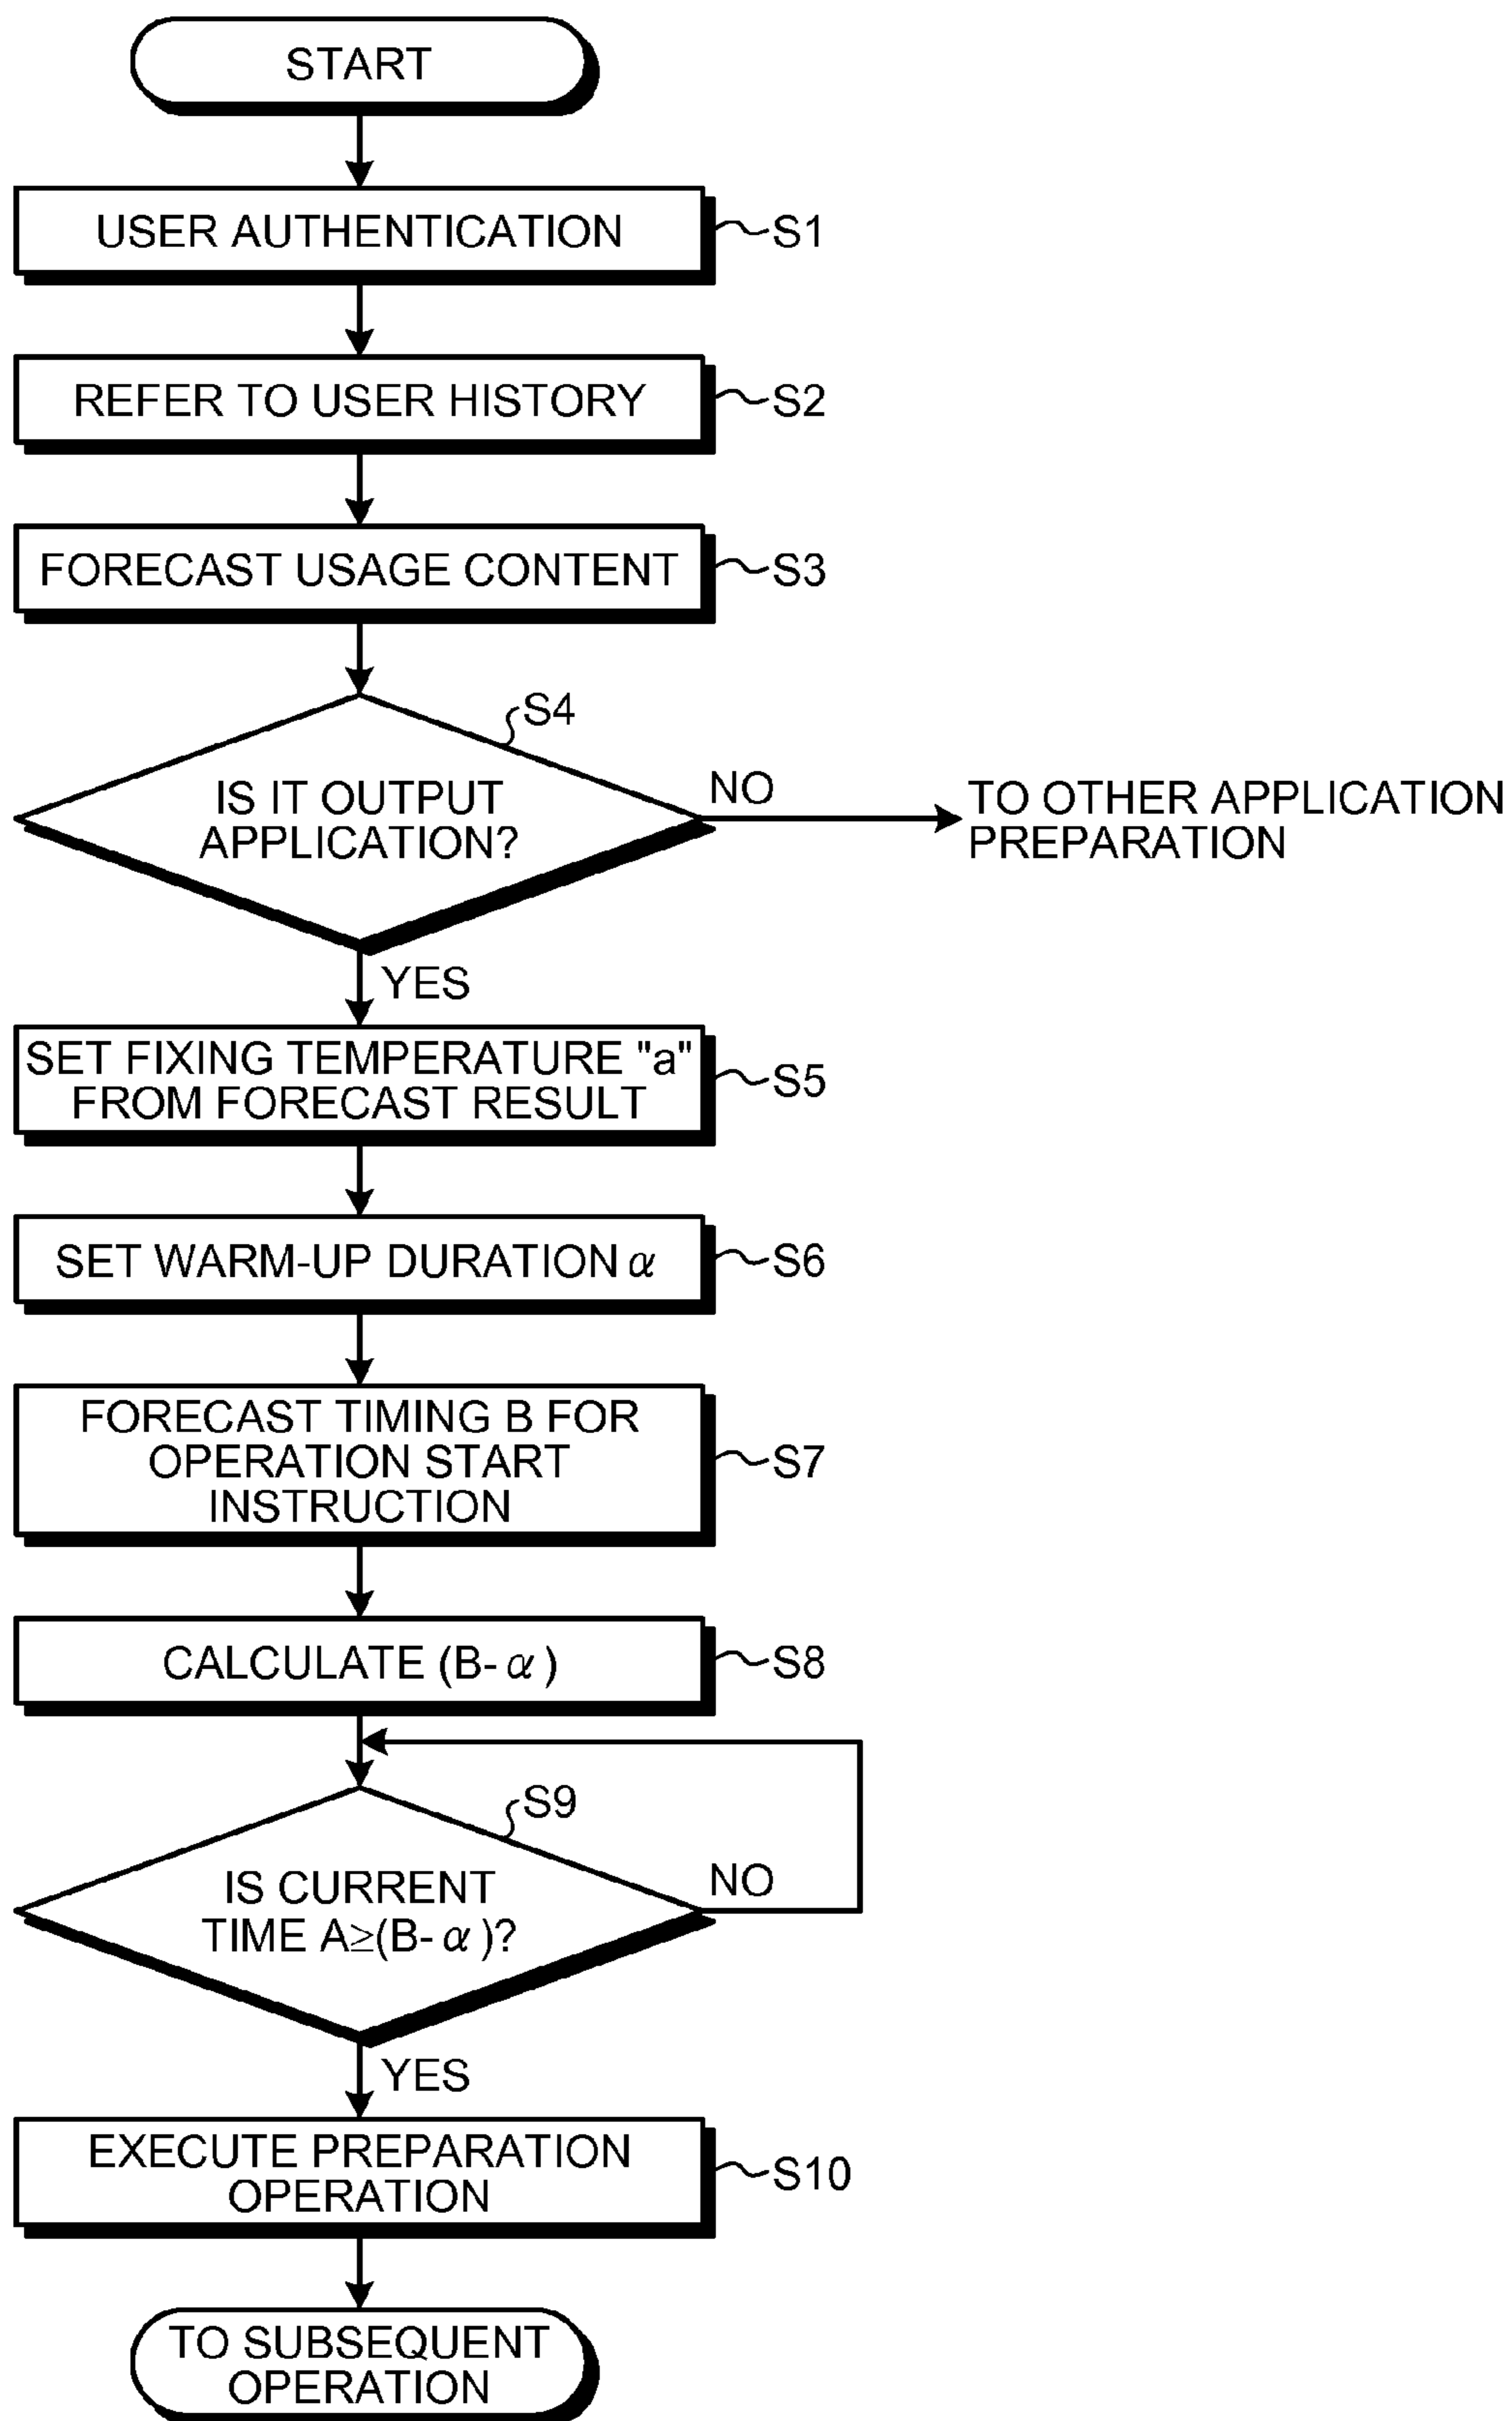 START
USER AUTHENTICATION
S1
REFER TO USER HISTORY
S2
FORECAST USAGE CONTENT
S3
S4
IS IT OUTPUT
APPLICATION?
NO
TO OTHER APPLICATION
PREPARATION
YES
SET FIXING TEMPERATURE "a"
FROM FORECAST RESULT
S5
SET WARM-UP DURATION α
S6
FORECAST TIMING B FOR
OPERATION START
INSTRUCTION
S7
CALCULATE (B- α )
S8
S9
IS CURRENT
TIME A≥(B- α )?
NO
YES
EXECUTE PREPARATION
OPERATION
S10
TO SUBSEQUENT
OPERATION